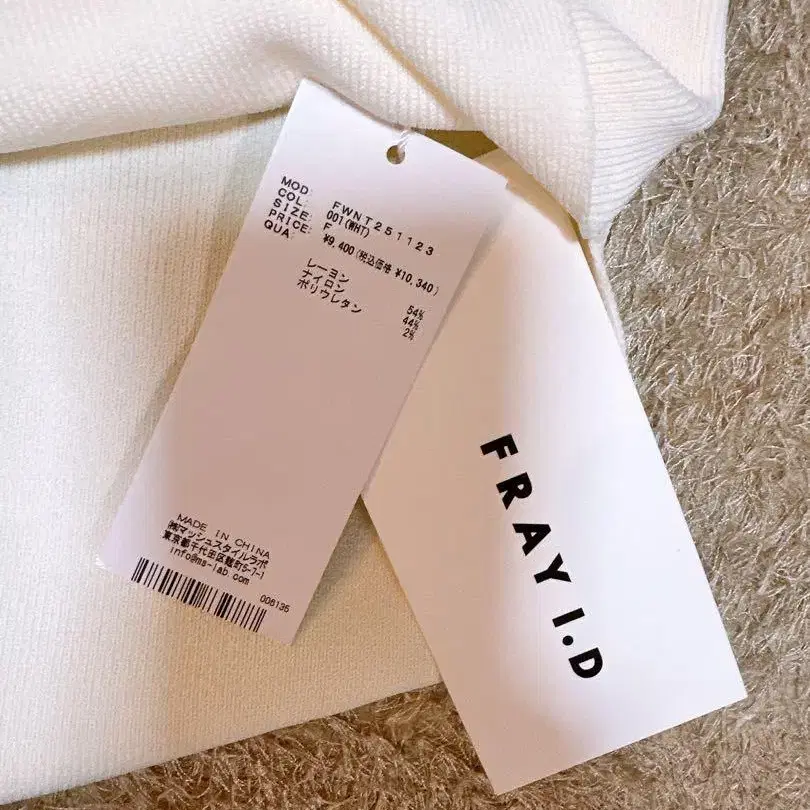 MOD: FWNT251123
COL: 001(WHT)
SIZE: F
PRICE: ¥9,400(税込価格 ¥10,340)
QUA:
レーヨン 54%
ナイロン 44%
ポリウレタン 2%
MADE IN CHINA
㈱マッシュスタイルラボ
東京都千代田区麹町5-7-1
info@ms-lab.com
008135
FRAY I.D